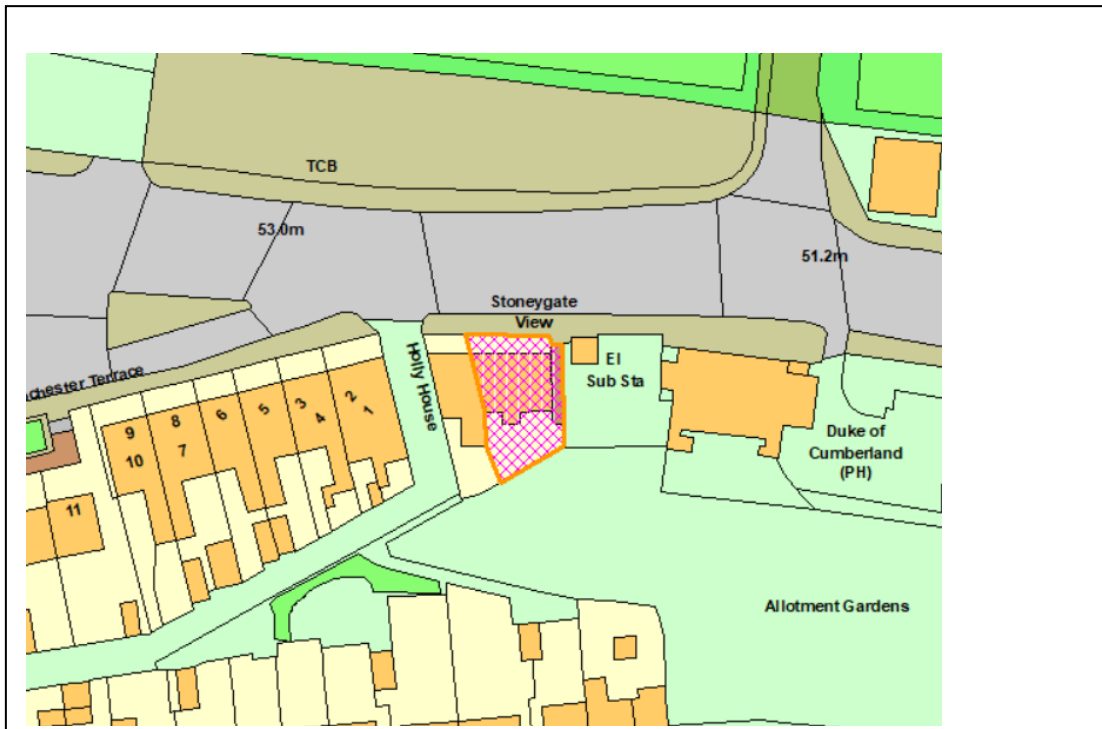 TCB
53.0m
51.2m
Stoneygate
View
El
Sub Sta
Holly House
chester Terrace
Duke of
Cumberland
(PH)
9
10
8
7
6
5
3
4
2
1
11
Allotment Gardens